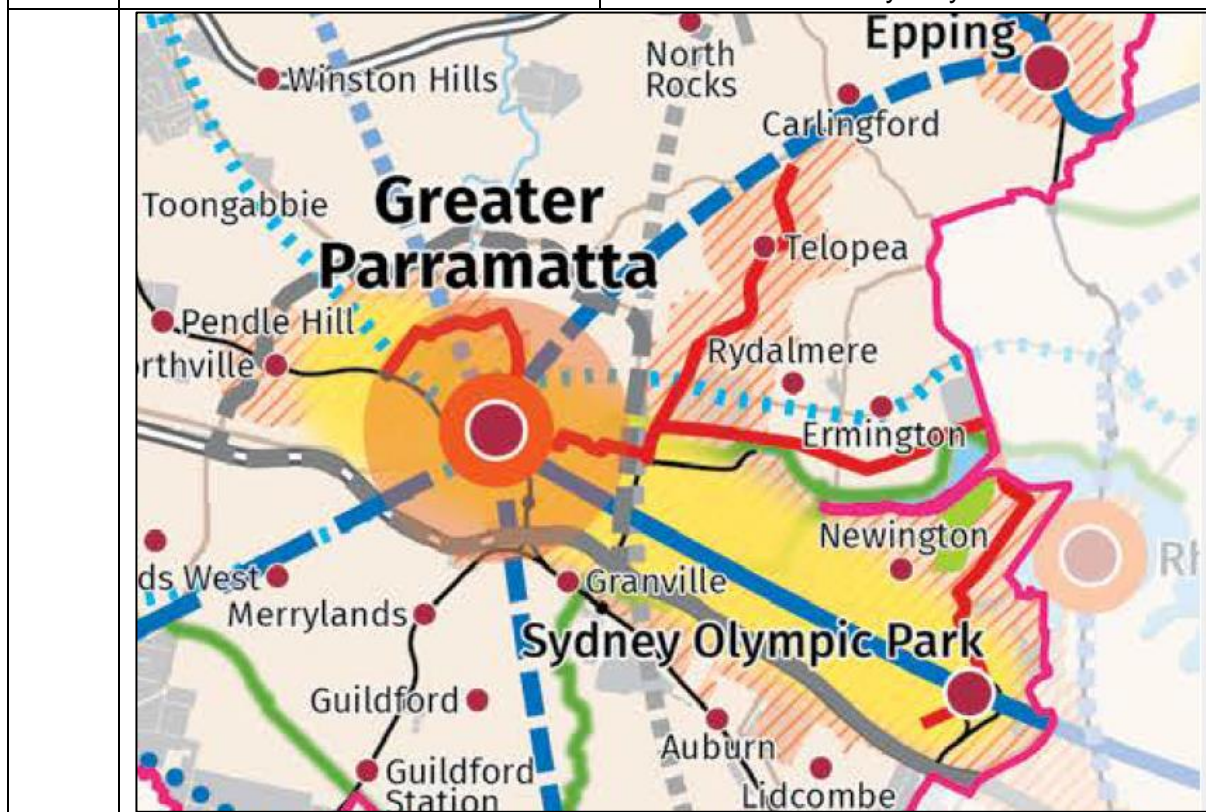 Epping
North
Rocks
Winston Hills
Carlingford
Toongabbie
Greater
Parramatta
Telopea
Pendle Hill
Rydalmere
rthville
Ermington
Newington
Rh
ds West
Granville
Merrylands
Sydney Olympic Park
Guildford
Auburn
Guildford
Station
Lidcombe